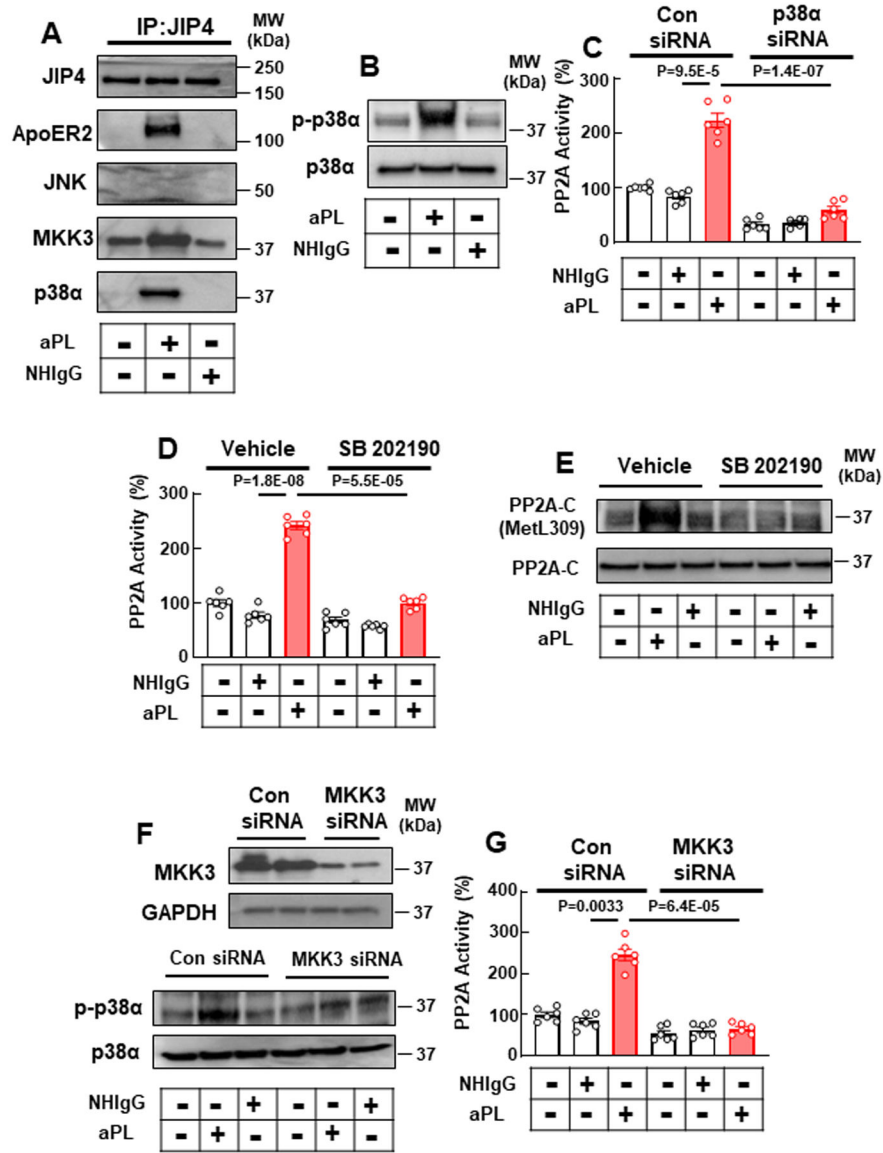 A
IP:JIP4
MW
(kDa)
JIP4
250
150
ApoER2
100
JNK
50
MKK3
37
p38α
37
aPL - + -
NHIgG - - +
B
MW
(kDa)
p-p38α
37
p38α
37
aPL - + -
NHIgG - - +
C
Con
siRNA
p38α
siRNA
P=9.5E-5
P=1.4E-07
PP2A Activity (%)
300
200
100
0
NHIgG - + - - + -
aPL - - + - - +
D
Vehicle
SB 202190
P=1.8E-08
P=5.5E-05
PP2A Activity (%)
300
200
100
0
NHIgG - + - - + -
aPL - - + - - +
E
Vehicle
SB 202190
MW
(kDa)
PP2A-C
(MetL309)
37
PP2A-C
37
NHIgG - - + - - +
aPL - + - - + -
F
Con
siRNA
MKK3
siRNA
MW
(kDa)
MKK3
37
GAPDH
37
Con siRNA
MKK3 siRNA
p-p38α
37
p38α
37
NHIgG - - + - - +
aPL - + - - + -
G
Con
siRNA
MKK3
siRNA
P=0.0033
P=6.4E-05
PP2A Activity (%)
400
300
200
100
0
NHIgG - + - - + -
aPL - - + - - +